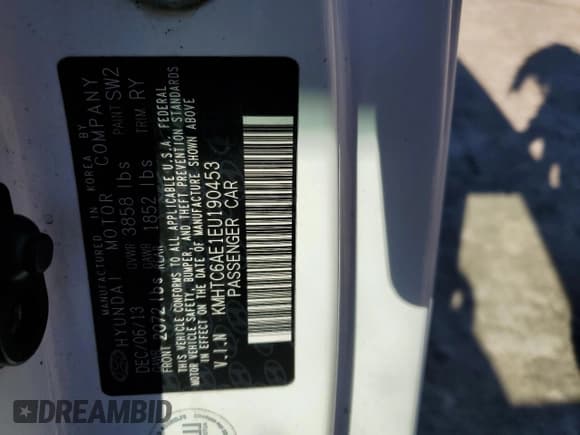 MANUFACTURED IN KOREA BY
HYUNDAI MOTOR COMPANY
DEC/06/13 GVWR 3858 lbs PAINT SW2
FRONT 2072 lbs REAR 1852 lbs TRIM RY
THIS VEHICLE CONFORMS TO ALL APPLICABLE U.S.A. FEDERAL
MOTOR VEHICLE SAFETY, BUMPER, AND THEFT PREVENTION STANDARDS
IN EFFECT ON THE DATE OF MANUFACTURE SHOWN ABOVE
V.I.N KMHTC6AE1EU190453
PASSENGER CAR
DREAMBID